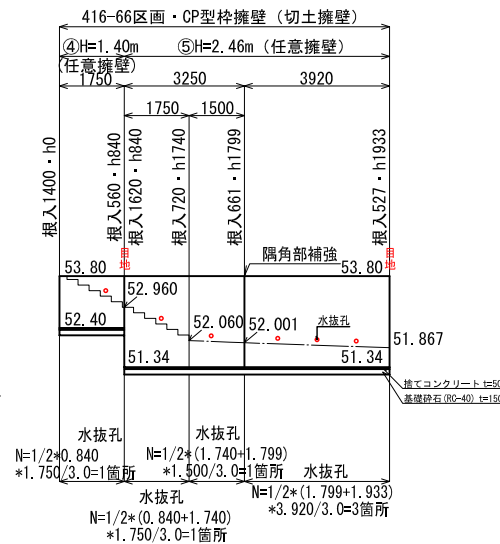 416-66区画・CP型枠擁壁（切土擁壁）
④H=1.40m
(任意擁壁)
⑤H=2.46m（任意擁壁）
1750
3250
3920
1750
1500
根入1400・h0
根入560・h840
根入1620・h840
根入720・h1740
根入661・h1799
根入527・h1933
目地
目地
隅角部補強
53.80
53.80
52.960
52.40
52.060
52.001
水抜孔
51.867
51.34
51.34
捨てコンクリート t=50
基礎砕石(RC-40) t=150
水抜孔
N=1/2*0.840
*1.750/3.0=1箇所
水抜孔
N=1/2*(1.740+1.799)
*1.500/3.0=1箇所
水抜孔
N=1/2*(0.840+1.740)
*1.750/3.0=1箇所
水抜孔
N=1/2*(1.799+1.933)
*3.920/3.0=3箇所